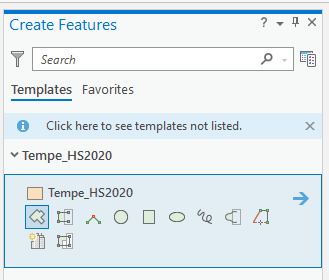 Create Features
Search
Templates Favorites
Click here to see templates not listed.
Tempe_HS2020
Tempe_HS2020